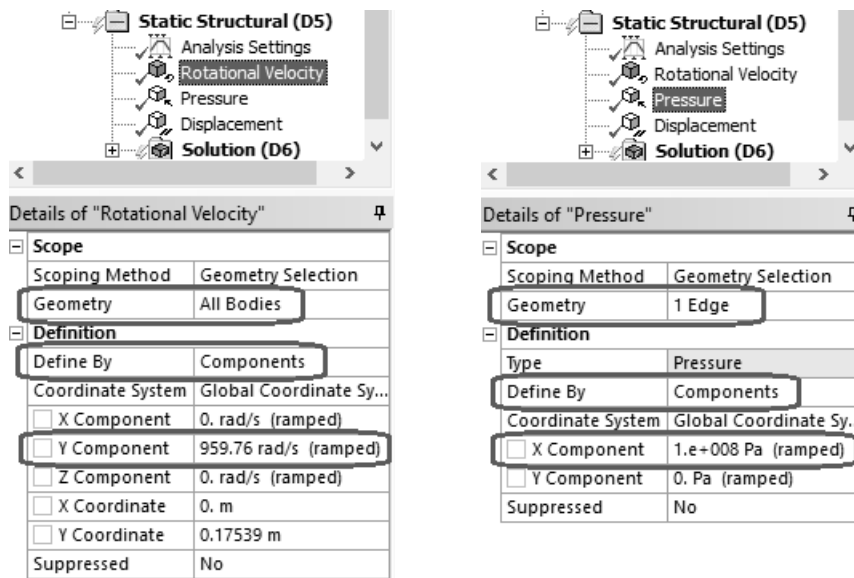 Static Structural (D5)
Analysis Settings
Rotational Velocity
Pressure
Displacement
Solution (D6)
Details of "Rotational Velocity"
Scope
Scoping Method Geometry Selection
Geometry All Bodies
Definition
Define By Components
Coordinate System Global Coordinate Sy...
X Component 0. rad/s (ramped)
Y Component 959.76 rad/s (ramped)
Z Component 0. rad/s (ramped)
X Coordinate 0. m
Y Coordinate 0.17539 m
Suppressed No
Static Structural (D5)
Analysis Settings
Rotational Velocity
Pressure
Displacement
Solution (D6)
Details of "Pressure"
Scope
Scoping Method Geometry Selection
Geometry 1 Edge
Definition
Type Pressure
Define By Components
Coordinate System Global Coordinate Sy.
X Component 1.e+008 Pa (ramped)
Y Component 0. Pa (ramped)
Suppressed No